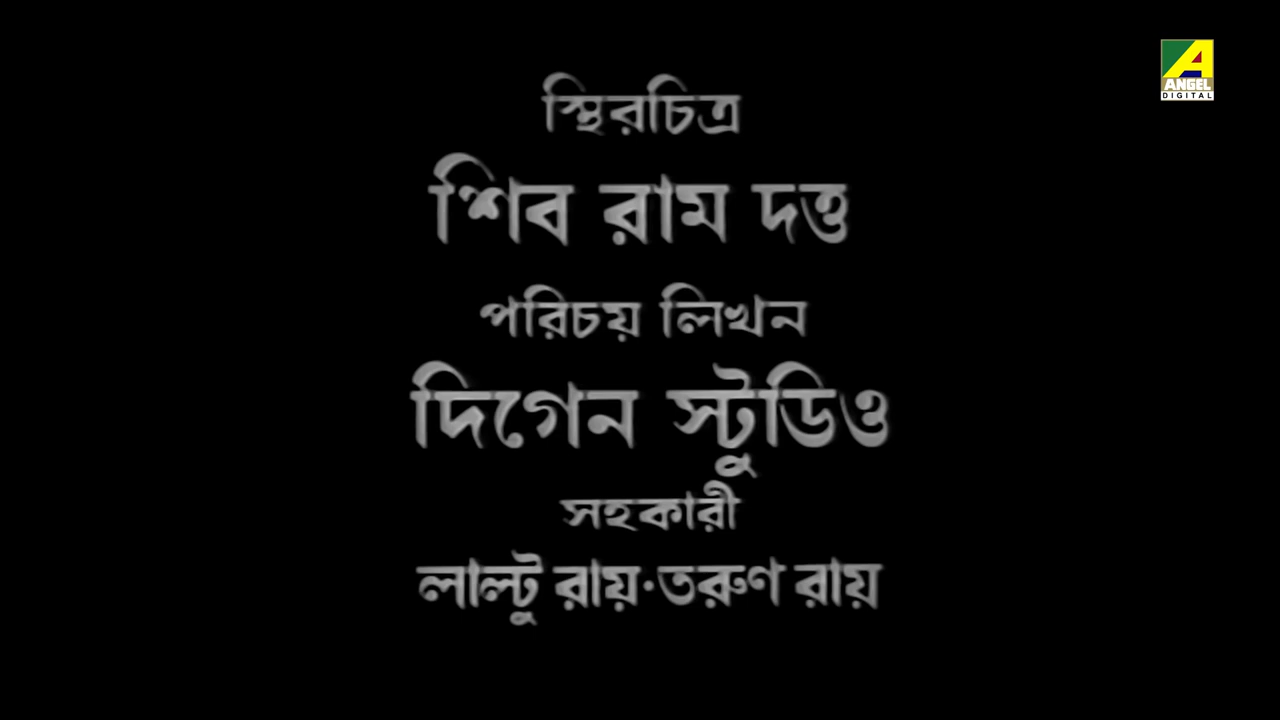 স্থিরচিত্র
শিব রাম দত্ত
পরিচয় লিখন
দিগেন স্টুডিও
সহকারী
লাল্টু রায়·তরুণ রায়
A
ANGEL
DIGITAL